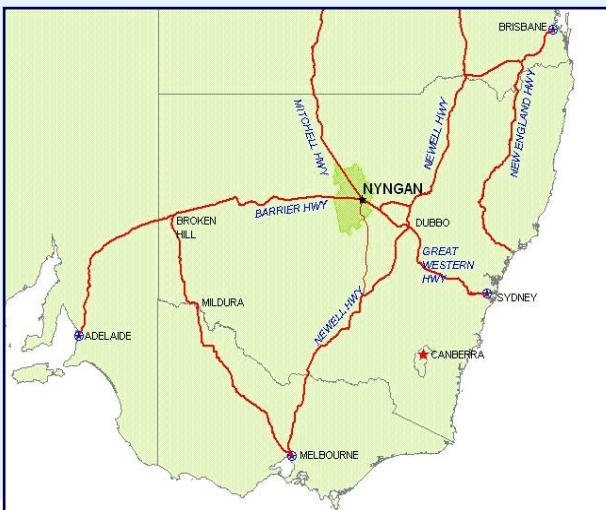 BRISBANE
MITCHELL HWY
NEWELL HWY
NEW ENGLAND HWY
NYNGAN
BARRIER HWY
BROKEN
HILL
DUBBO
GREAT
WESTERN
HWY
MILDURA
NEWELL HWY
SYDNEY
ADELAIDE
CANBERRA
MELBOURNE